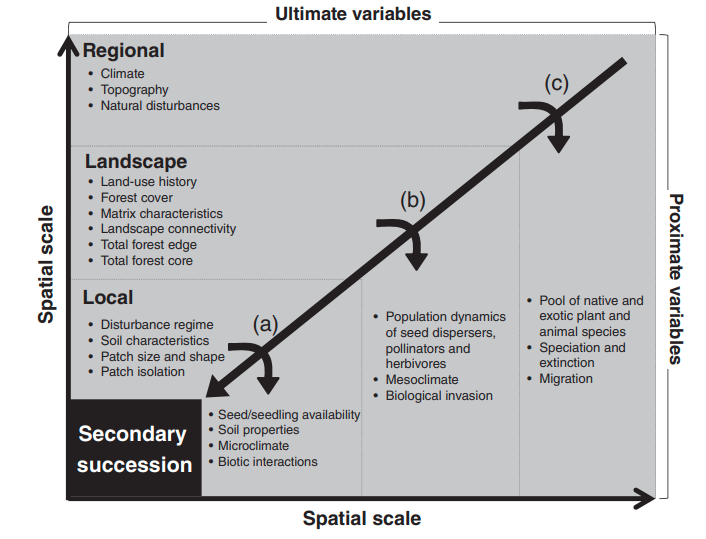 Ultimate variables
Regional
• Climate
• Topography
• Natural disturbances
(c)
Landscape
• Land-use history
• Forest cover
• Matrix characteristics
• Landscape connectivity
• Total forest edge
• Total forest core
(b)
Local
• Disturbance regime
• Soil characteristics
• Patch size and shape
• Patch isolation
(a)
• Population dynamics
of seed dispersers,
pollinators and
herbivores
• Mesoclimate
• Biological invasion
• Pool of native and
exotic plant and
animal species
• Speciation and
extinction
• Migration
Secondary
succession
• Seed/seedling availability
• Soil properties
• Microclimate
• Biotic interactions
Spatial scale
Spatial scale
Proximate variables